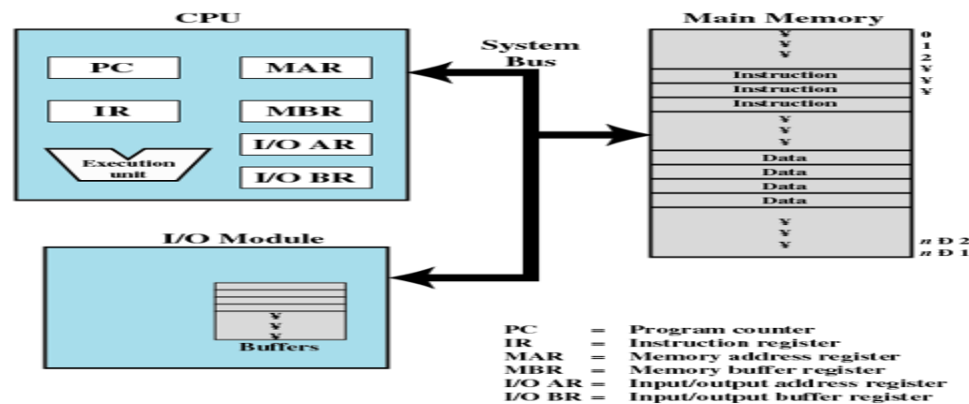 CPU
PC
MAR
IR
MBR
I/O AR
Execution
unit
I/O BR
System
Bus
Main Memory
¥
¥
¥
Instruction
Instruction
Instruction
¥
¥
¥
Data
Data
Data
Data
¥
¥
¥
0
1
2
¥
¥
¥
n Ð 2
n Ð 1
I/O Module
¥
¥
¥
Buffers
PC = Program counter
IR = Instruction register
MAR = Memory address register
MBR = Memory buffer register
I/O AR = Input/output address register
I/O BR = Input/output buffer register